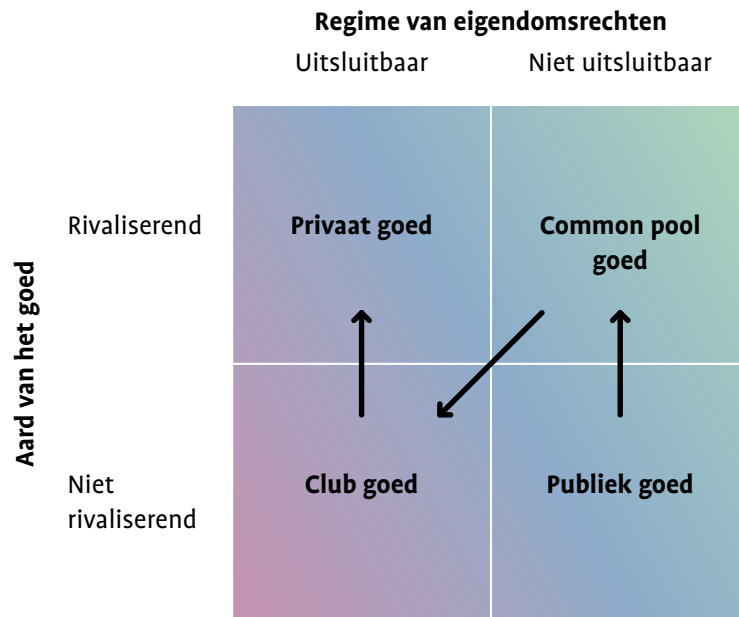 Regime van eigendomsrechten
Uitsluitbaar
Niet uitsluitbaar
Aard van het goed
Rivaliserend
Privaat goed
Common pool
goed
Niet
rivaliserend
Club goed
Publiek goed